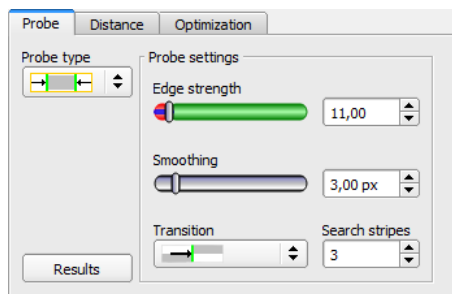 Probe Distance Optimization
Probe type Probe settings
Edge strength
11,00
Smoothing
3,00 px
Transition Search stripes
3
Results